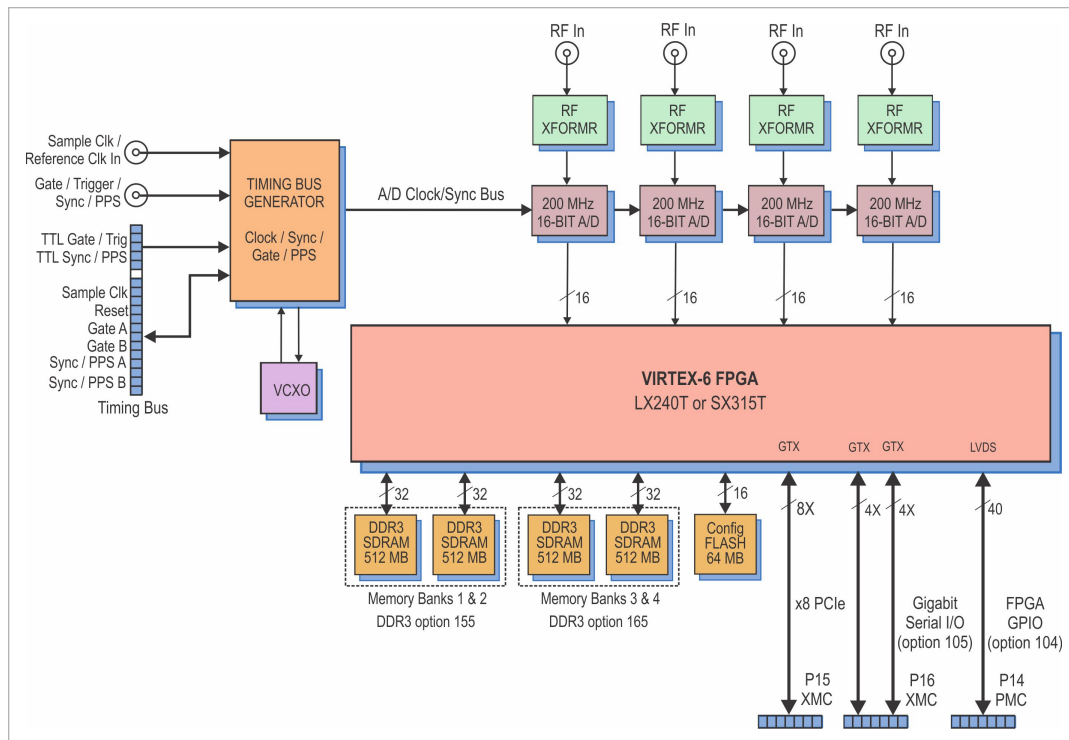 RF In
RF In
RF In
RF In
RF
XFORMR
RF
XFORMR
RF
XFORMR
RF
XFORMR
Sample Clk /
Reference Clk In
Gate / Trigger /
Sync / PPS
TTL Gate / Trig
TTL Sync / PPS
Sample Clk
Reset
Gate A
Gate B
Sync / PPS A
Sync / PPS B
Timing Bus
TIMING BUS
GENERATOR
Clock / Sync /
Gate / PPS
VCXO
A/D Clock/Sync Bus
200 MHz
16-BIT A/D
200 MHz
16-BIT A/D
200 MHz
16-BIT A/D
200 MHz
16-BIT A/D
16
16
16
16
VIRTEX-6 FPGA
LX240T or SX315T
GTX
GTX
GTX
LVDS
32
32
32
32
16
8X
4X
4X
40
DDR3
SDRAM
512 MB
DDR3
SDRAM
512 MB
DDR3
SDRAM
512 MB
DDR3
SDRAM
512 MB
Config
FLASH
64 MB
Memory Banks 1 & 2
DDR3 option 155
Memory Banks 3 & 4
DDR3 option 165
x8 PCIe
Gigabit
Serial I/O
(option 105)
FPGA
GPIO
(option 104)
P15
XMC
P16
XMC
P14
PMC